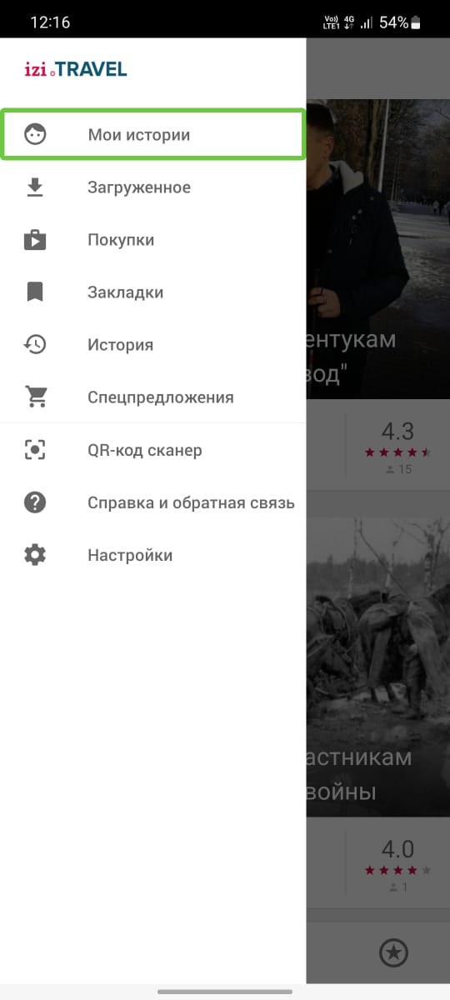 12:16
Vo)) LTE1 4G 54%
izi.TRAVEL
Мои истории
Загруженное
Покупки
Закладки
История
Спецпредложения
QR-код сканер
Справка и обратная связь
Настройки
ентукам
вод"
4.3
15
астникам
войны
4.0
1